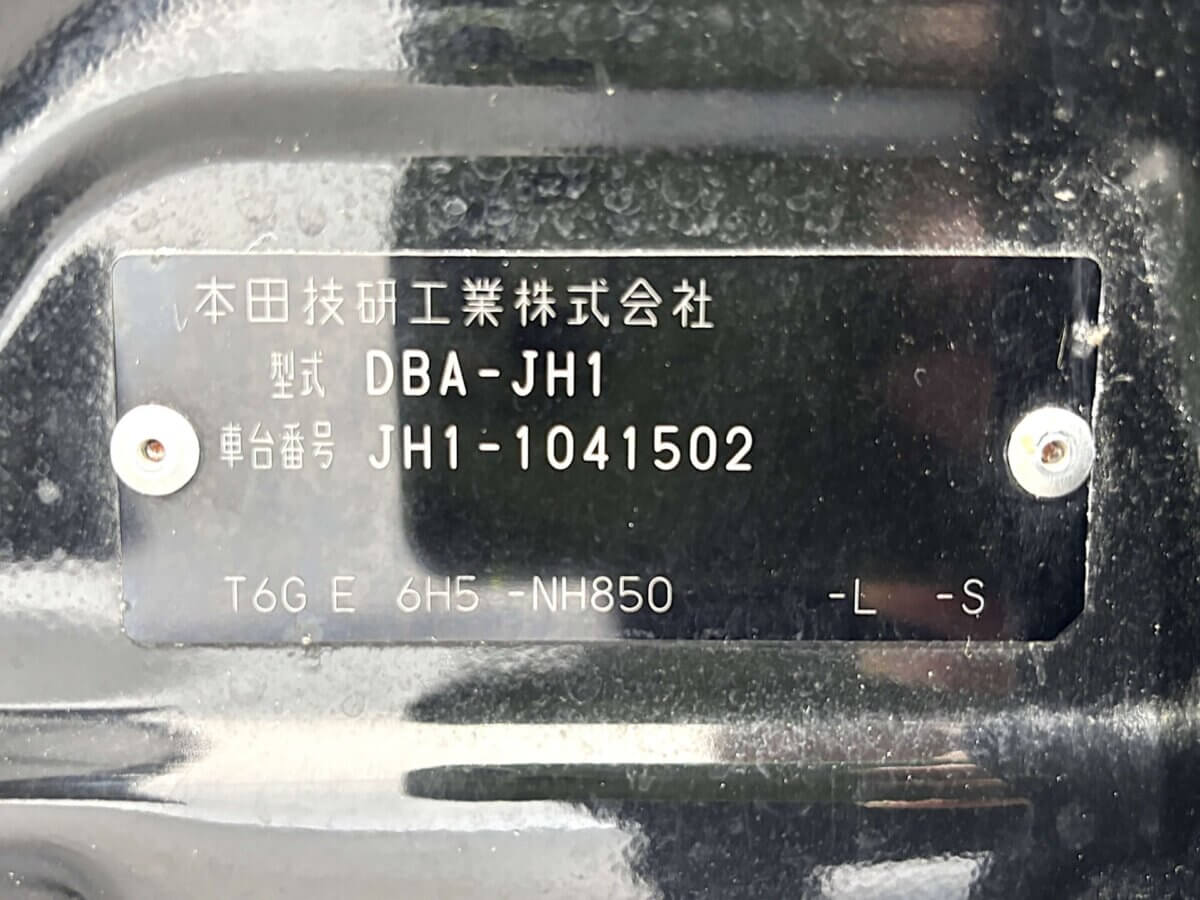 本田技研工業株式会社
型式 DBA-JH1
車台番号 JH1-1041502
T6G E 6H5 -NH850 -L -S